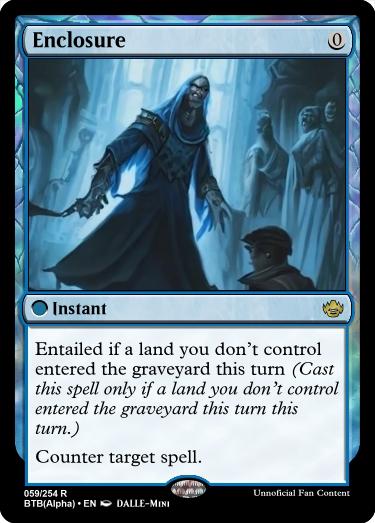 Enclosure 0
Instant
Entailed if a land you don't control
entered the graveyard this turn (Cast
this spell only if a land you don't control
entered the graveyard this turn this
turn.)
Counter target spell.
059/254 R
BTB(Alpha) • EN DALLE-Mini
Unofficial Fan Content